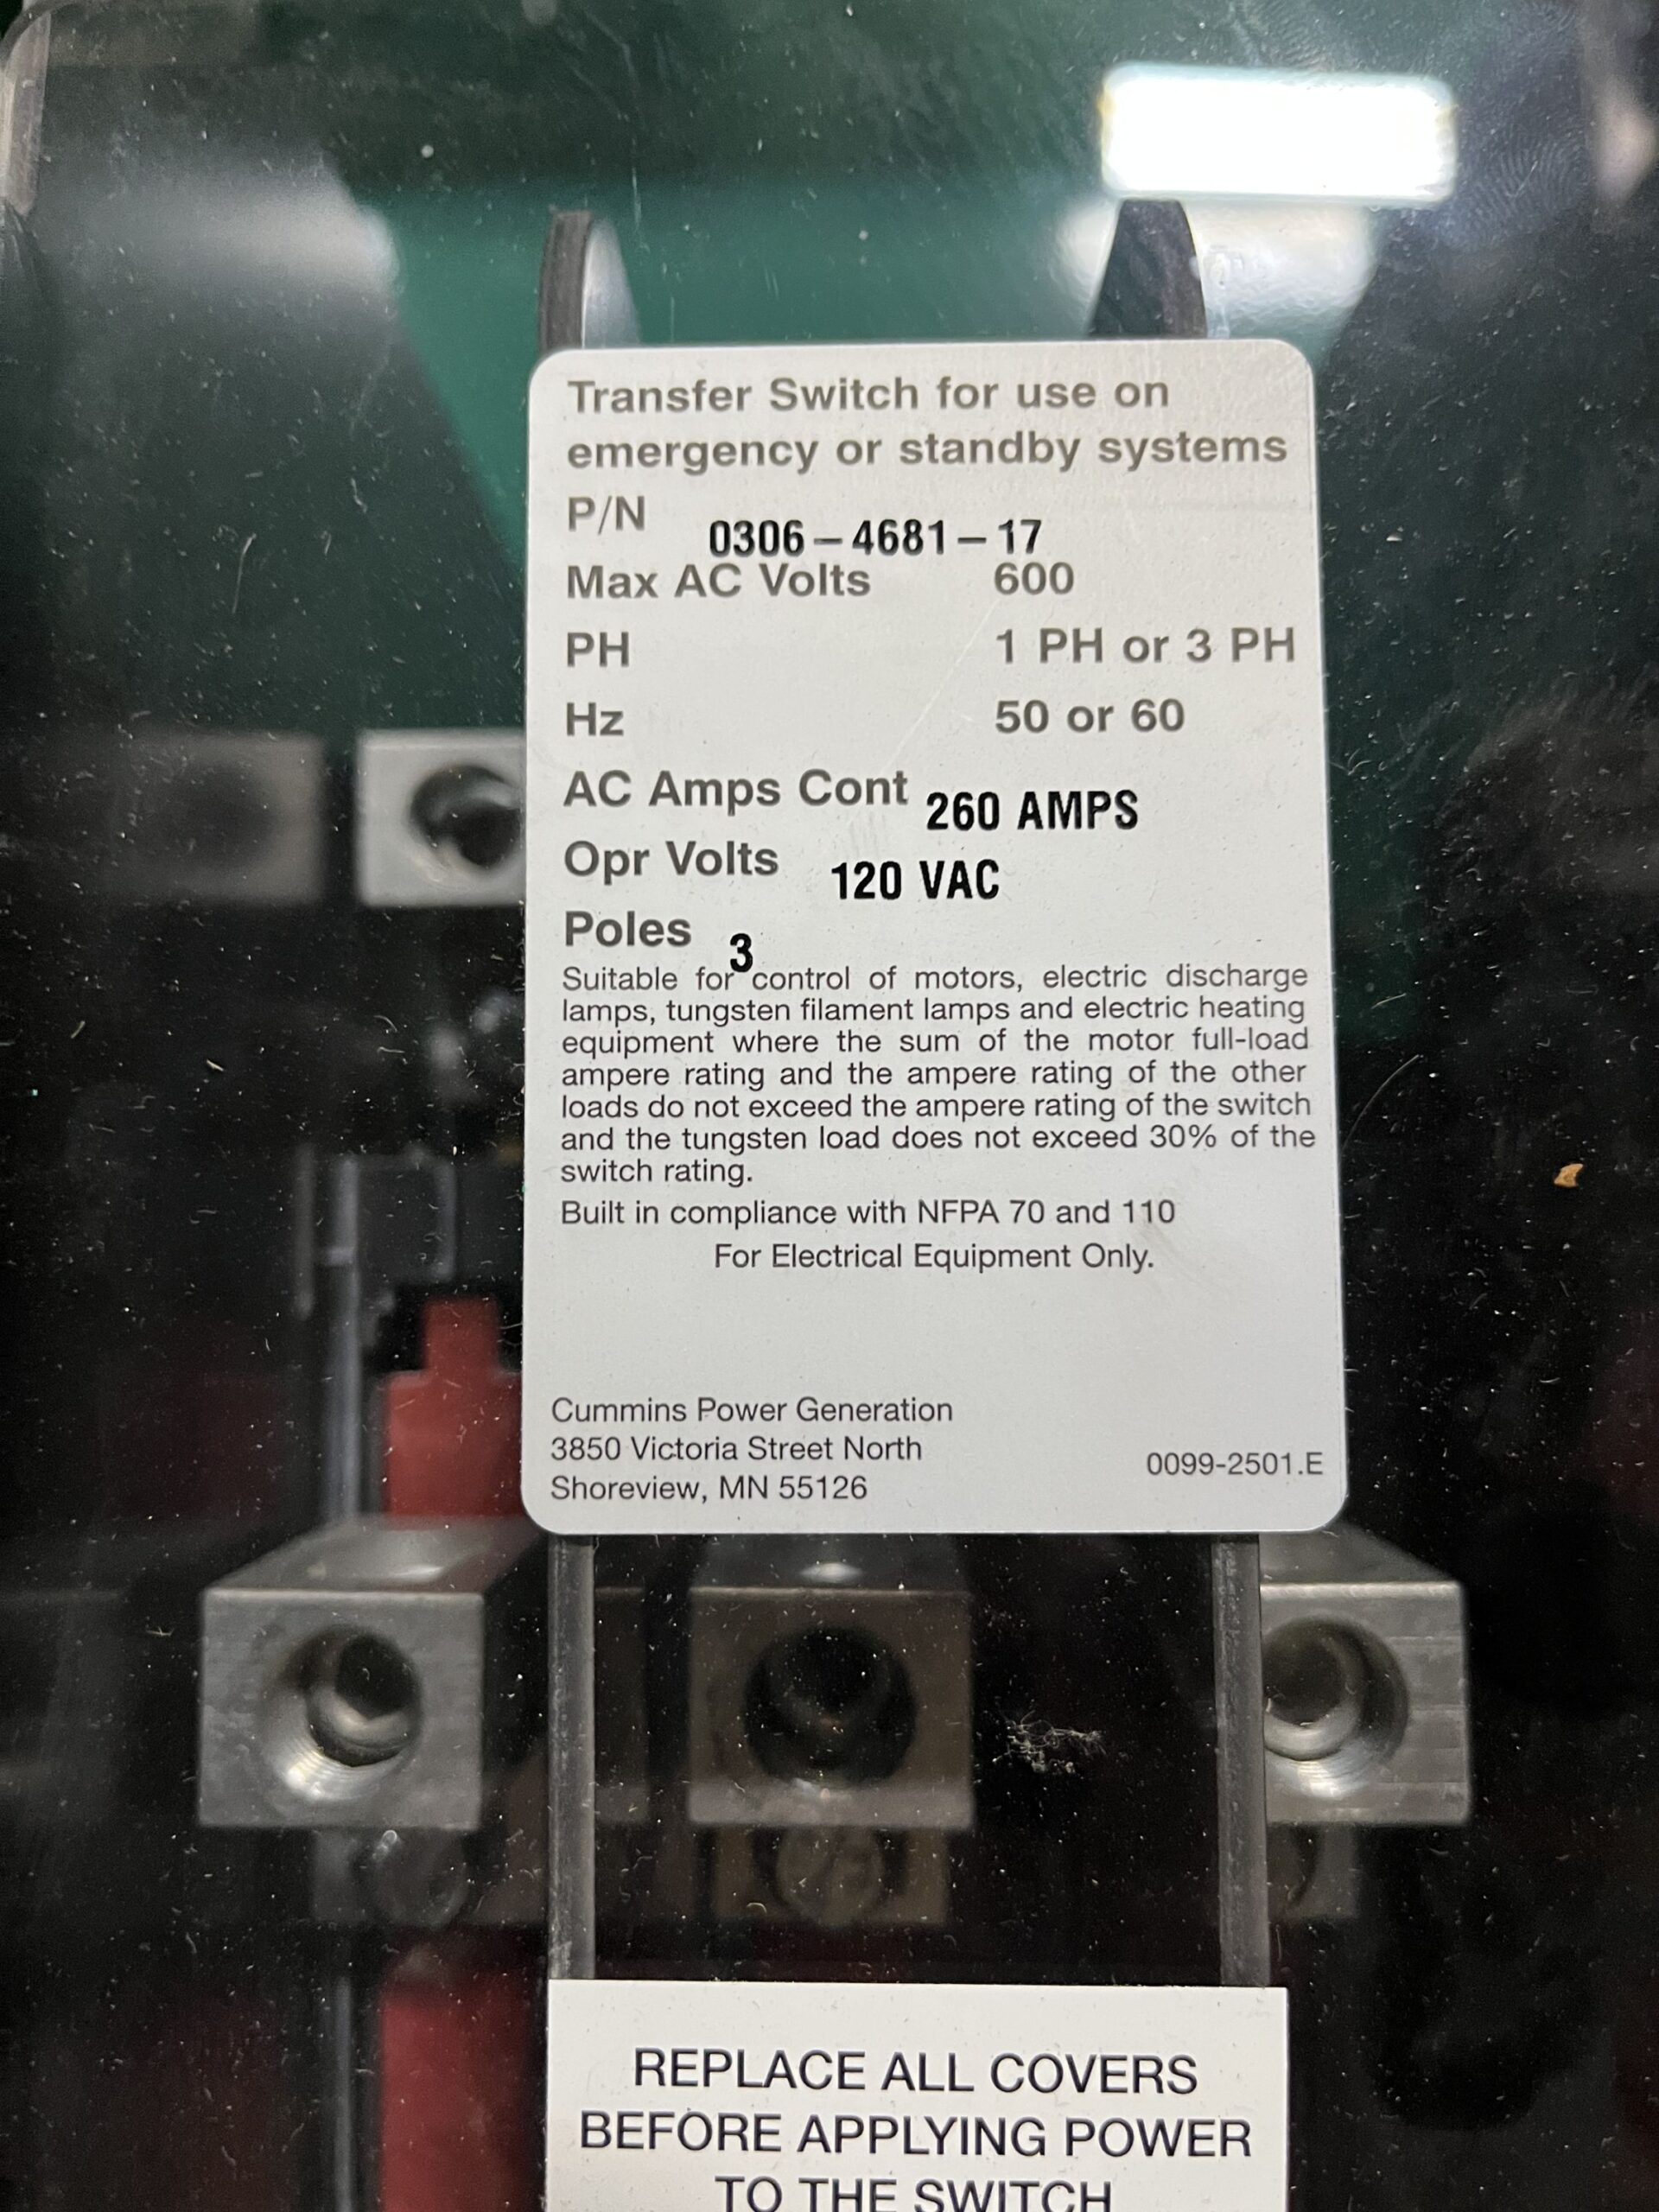 Transfer Switch for use on
emergency or standby systems
P/N 0306-4681-17
Max AC Volts 600
PH 1 PH or 3 PH
Hz 50 or 60
AC Amps Cont 260 AMPS
Opr Volts 120 VAC
Poles 3
Suitable for control of motors, electric discharge
lamps, tungsten filament lamps and electric heating
equipment where the sum of the motor full-load
ampere rating and the ampere rating of the other
loads do not exceed the ampere rating of the switch
and the tungsten load does not exceed 30% of the
switch rating.
Built in compliance with NFPA 70 and 110
For Electrical Equipment Only.
Cummins Power Generation
3850 Victoria Street North
Shoreview, MN 55126
0099-2501.E
REPLACE ALL COVERS
BEFORE APPLYING POWER
TO THE SWITCH